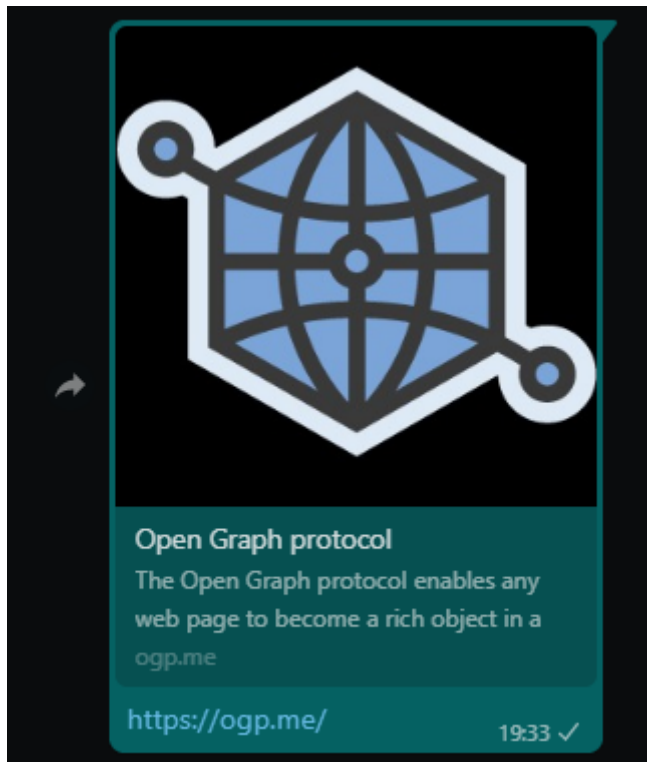 Open Graph protocol
The Open Graph protocol enables any
web page to become a rich object in a
ogp.me
https://ogp.me/
19:33